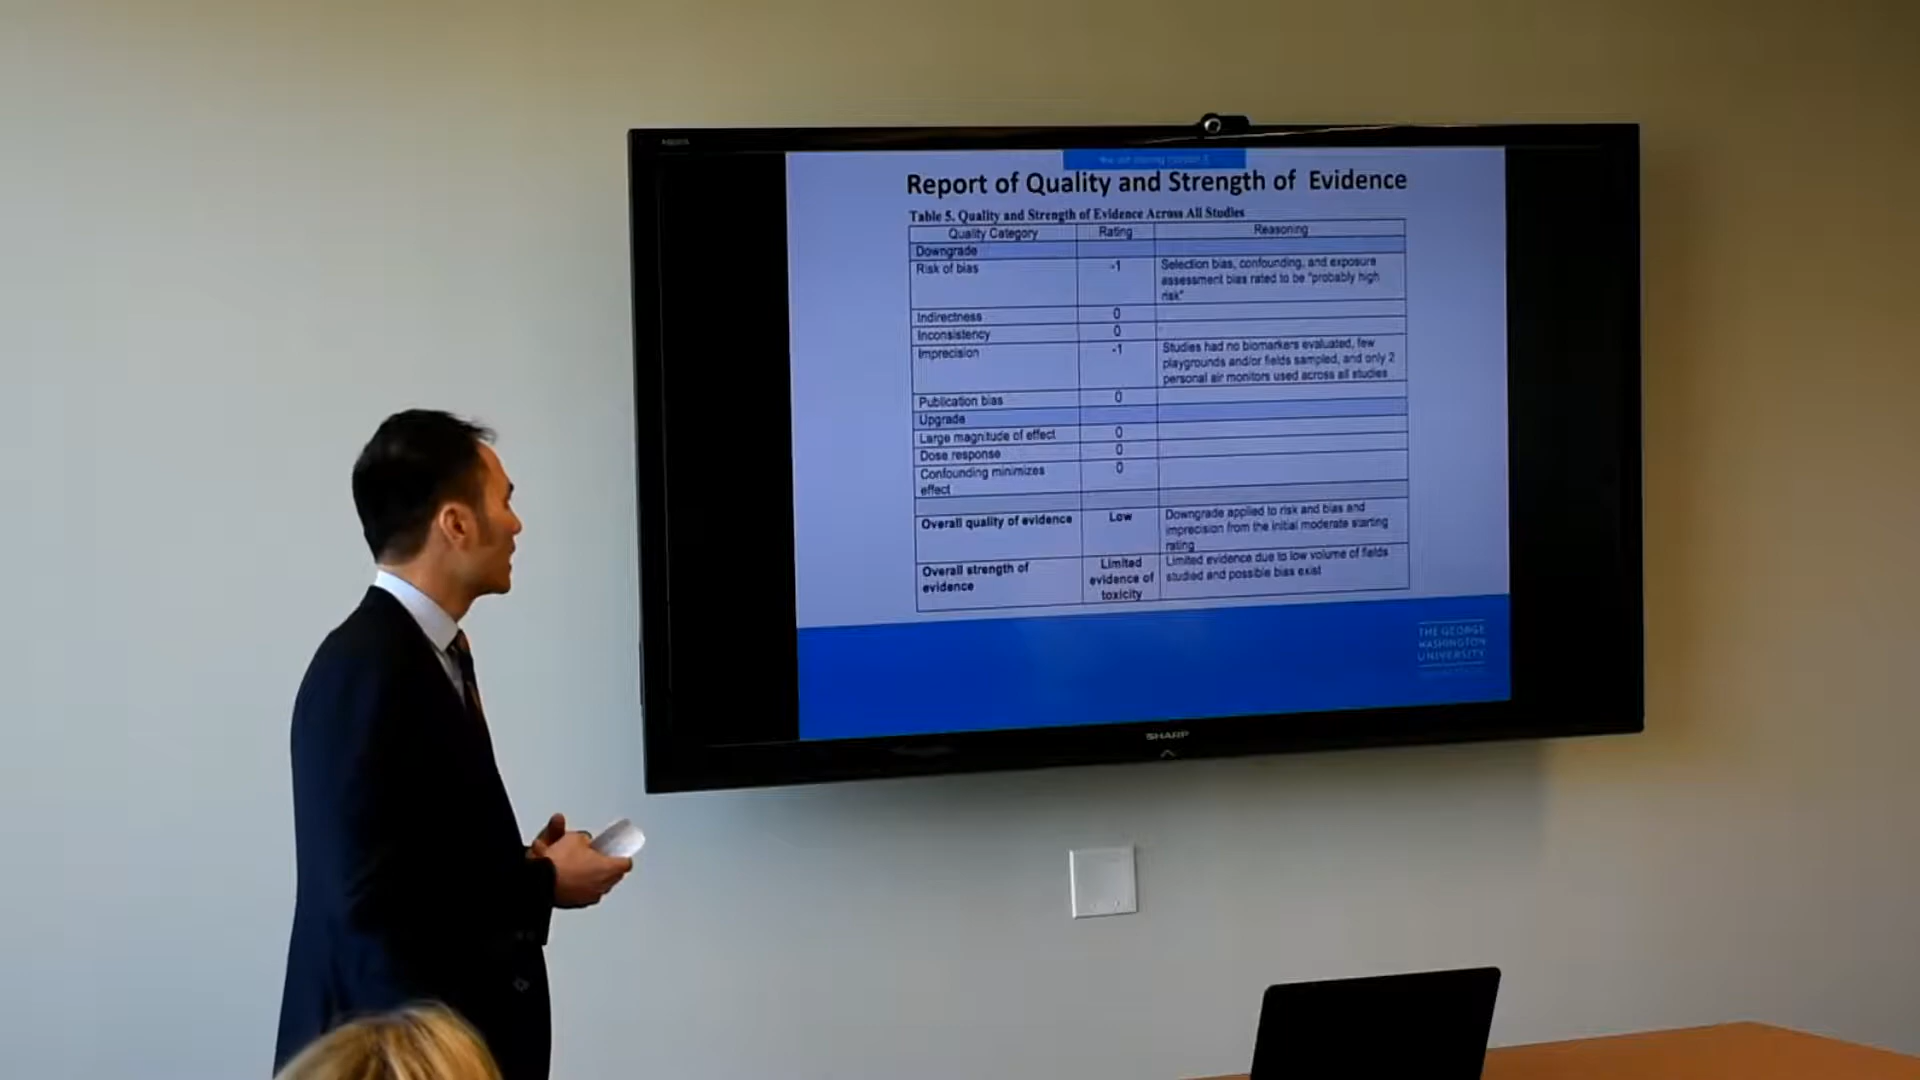 Report of Quality and Strength of Evidence
Table 5. Quality and Strength of Evidence Across All Studies
Quality Category Rating Reasoning
Downgrade
Risk of bias -1 Selection bias, confounding, and exposure
assessment bias rated to be "probably high
risk"
Indirectness 0
Inconsistency 0
Imprecision -1 Studies had no biomarkers evaluated, few
playgrounds and/or fields sampled, and only 2
personal air monitors used across all studies
Publication bias 0
Upgrade
Large magnitude of effect 0
Dose response 0
Confounding minimizes 0
effect
Overall quality of evidence Low Downgrade applied to risk and bias and
imprecision from the initial moderate starting
rating
Overall strength of Limited Limited evidence due to low volume of fields
evidence evidence of studied and possible bias exist
toxicity
THE GEORGE
WASHINGTON
UNIVERSITY
SHARP